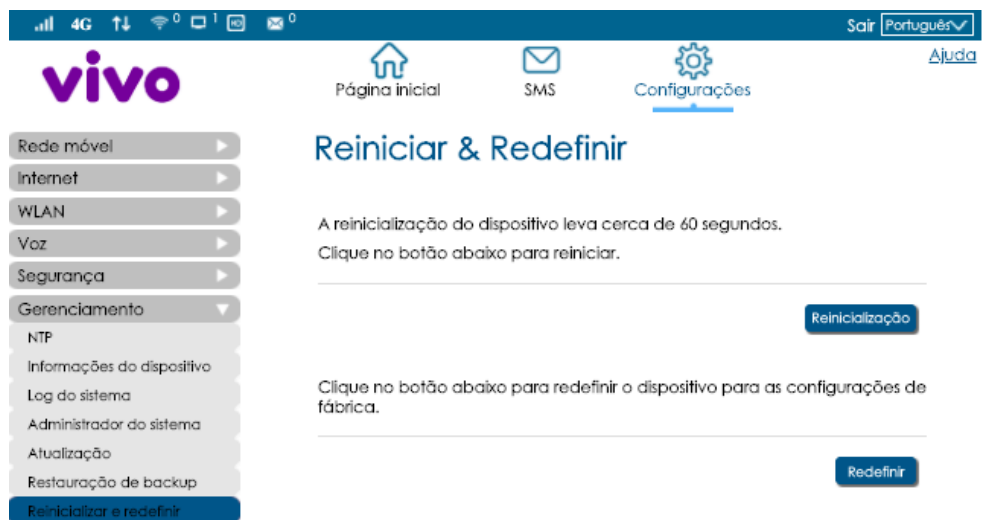 4G 0 1 HD 0
Sair Português
vivo
Página inicial
SMS
Configurações
Ajuda
Rede móvel
Internet
WLAN
Voz
Segurança
Gerenciamento
NTP
Informações do dispositivo
Log do sistema
Administrador do sistema
Atualização
Restauração de backup
Reinicializar e redefinir
Reiniciar & Redefinir
A reinicialização do dispositivo leva cerca de 60 segundos.
Clique no botão abaixo para reiniciar.
Reinicialização
Clique no botão abaixo para redefinir o dispositivo para as configurações de
fábrica.
Redefinir